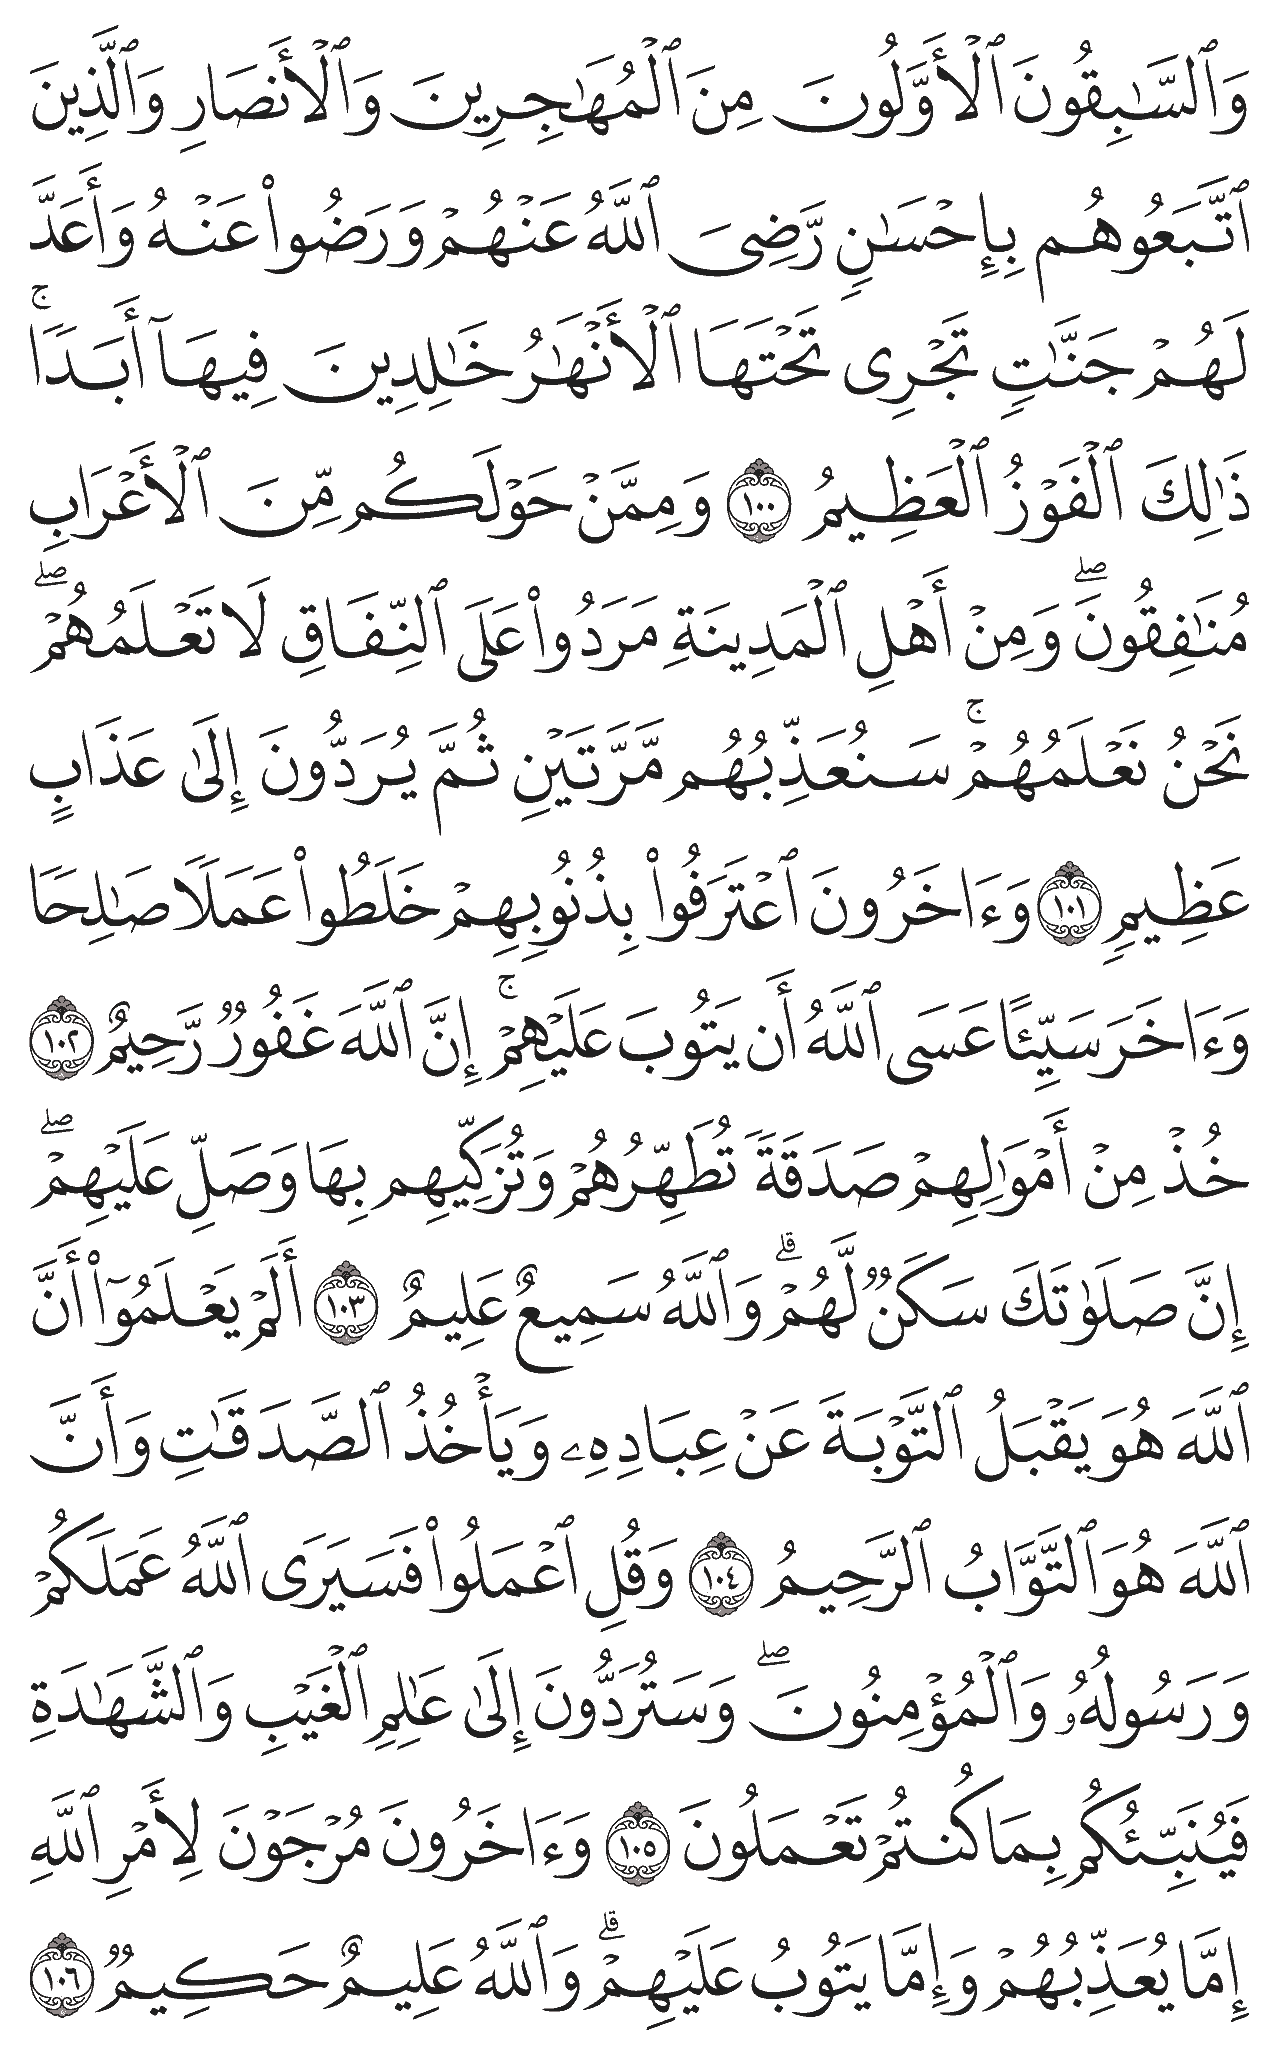 وَٱلسَّٰبِقُونَ ٱلْأَوَّلُونَ مِنَ ٱلْمُهَٰجِرِينَ وَٱلْأَنصَارِ وَٱلَّذِينَ
ٱتَّبَعُوهُم بِإِحْسَٰنٍ رَّضِىَ ٱللَّهُ عَنْهُمْ وَرَضُوا۟ عَنْهُ وَأَعَدَّ
لَهُمْ جَنَّٰتٍ تَجْرِى تَحْتَهَا ٱلْأَنْهَٰرُ خَٰلِدِينَ فِيهَآ أَبَدًا ۚ
ذَٰلِكَ ٱلْفَوْزُ ٱلْعَظِيمُ ١٠٠ وَمِمَّنْ حَوْلَكُم مِّنَ ٱلْأَعْرَابِ
مُنَٰفِقُونَ ۖ وَمِنْ أَهْلِ ٱلْمَدِينَةِ مَرَدُوا۟ عَلَى ٱلنِّفَاقِ لَا تَعْلَمُهُمْ ۖ
نَحْنُ نَعْلَمُهُمْ ۚ سَنُعَذِّبُهُم مَّرَّتَيْنِ ثُمَّ يُرَدُّونَ إِلَىٰ عَذَابٍ
عَظِيمٍ ١٠١ وَءَاخَرُونَ ٱعْتَرَفُوا۟ بِذُنُوبِهِمْ خَلَطُوا۟ عَمَلًا صَٰلِحًا
وَءَاخَرَ سَيِّئًا عَسَى ٱللَّهُ أَن يَتُوبَ عَلَيْهِمْ ۚ إِنَّ ٱللَّهَ غَفُورٌ رَّحِيمٌ ١٠٢
خُذْ مِنْ أَمْوَٰلِهِمْ صَدَقَةً تُطَهِّرُهُمْ وَتُزَكِّيهِم بِهَا وَصَلِّ عَلَيْهِمْ ۖ
إِنَّ صَلَوٰتَكَ سَكَنٌ لَّهُمْ ۗ وَٱللَّهُ سَمِيعٌ عَلِيمٌ ١٠٣ أَلَمْ يَعْلَمُوٓا۟ أَنَّ
ٱللَّهَ هُوَ يَقْبَلُ ٱلتَّوْبَةَ عَنْ عِبَادِهِۦ وَيَأْخُذُ ٱلصَّدَقَٰتِ وَأَنَّ
ٱللَّهَ هُوَ ٱلتَّوَّابُ ٱلرَّحِيمُ ١٠٤ وَقُلِ ٱعْمَلُوا۟ فَسَيَرَى ٱللَّهُ عَمَلَكُمْ
وَرَسُولُهُۥ وَٱلْمُؤْمِنُونَ ۖ وَسَتُرَدُّونَ إِلَىٰ عَٰلِمِ ٱلْغَيْبِ وَٱلشَّهَٰدَةِ
فَيُنَبِّئُكُم بِمَا كُنتُمْ تَعْمَلُونَ ١٠٥ وَءَاخَرُونَ مُرْجَوْنَ لِأَمْرِ ٱللَّهِ
إِمَّا يُعَذِّبُهُمْ وَإِمَّا يَتُوبُ عَلَيْهِمْ ۗ وَٱللَّهُ عَلِيمٌ حَكِيمٌ ١٠٦